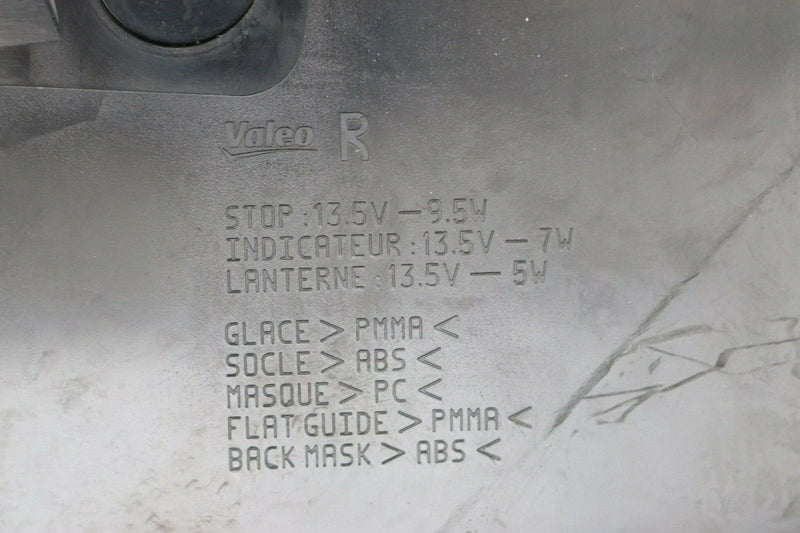 Valeo R
STOP : 13.5V – 9.5W
INDICATEUR : 13.5V – 7W
LANTERNE : 13.5V – 5W
GLACE > PMMA <
SOCLE > ABS <
MASQUE > PC <
FLAT GUIDE > PMMA <
BACK MASK > ABS <